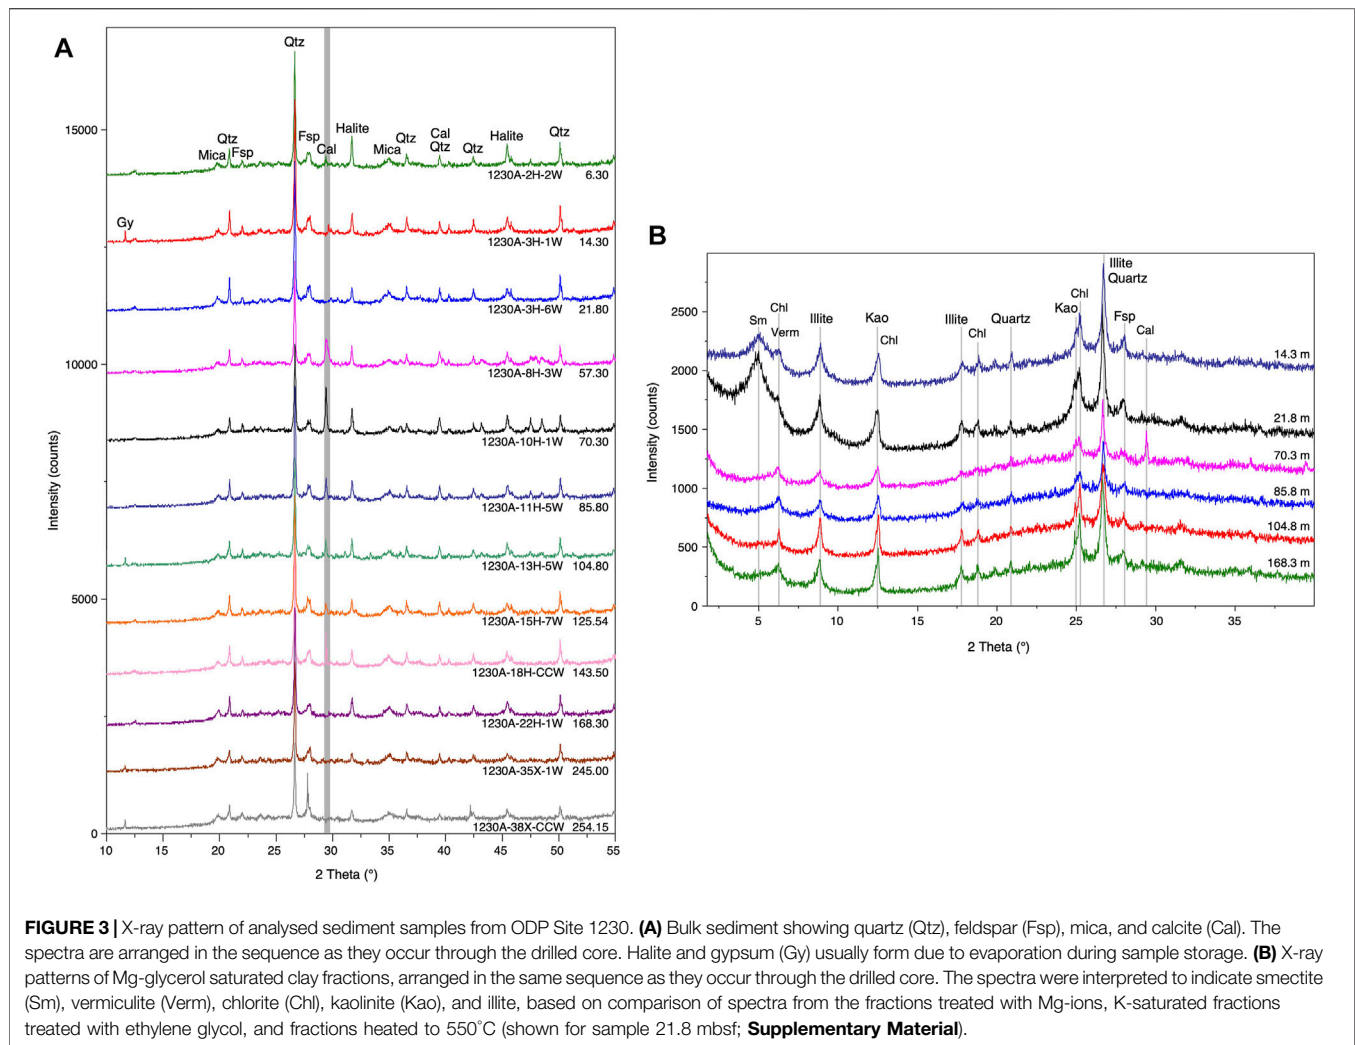 A
Qtz
15000
Qtz
Mica
Fsp
Fsp
Cal
Halite
Mica
Qtz
Cal
Qtz
Qtz
Halite
Qtz
1230A-2H-2W 6.30
Gy
1230A-3H-1W 14.30
1230A-3H-6W 21.80
10000
1230A-8H-3W 57.30
1230A-10H-1W 70.30
1230A-11H-5W 85.80
1230A-13H-5W 104.80
5000
1230A-15H-7W 125.54
1230A-18H-CCW 143.50
1230A-22H-1W 168.30
1230A-35X-1W 245.00
1230A-38X-CCW 254.15
0
10 15 20 25 30 35 40 45 50 55
2 Theta (°)
Intensity (counts)
B
Illite
Quartz
Chl
Kao
Fsp
Cal
Sm
Chl
Verm
Illite
Kao
Chl
Illite
Chl
Quartz
14.3 m
21.8 m
70.3 m
85.8 m
104.8 m
168.3 m
2500
2000
1500
1000
500
0
5 10 15 20 25 30 35
2 Theta (°)
Intensity (counts)
FIGURE 3 | X-ray pattern of analysed sediment samples from ODP Site 1230. (A) Bulk sediment showing quartz (Qtz), feldspar (Fsp), mica, and calcite (Cal). The
spectra are arranged in the sequence as they occur through the drilled core. Halite and gypsum (Gy) usually form due to evaporation during sample storage. (B) X-ray
patterns of Mg-glycerol saturated clay fractions, arranged in the same sequence as they occur through the drilled core. The spectra were interpreted to indicate smectite
(Sm), vermiculite (Verm), chlorite (Chl), kaolinite (Kao), and illite, based on comparison of spectra from the fractions treated with Mg-ions, K-saturated fractions
treated with ethylene glycol, and fractions heated to 550°C (shown for sample 21.8 mbsf; Supplementary Material).